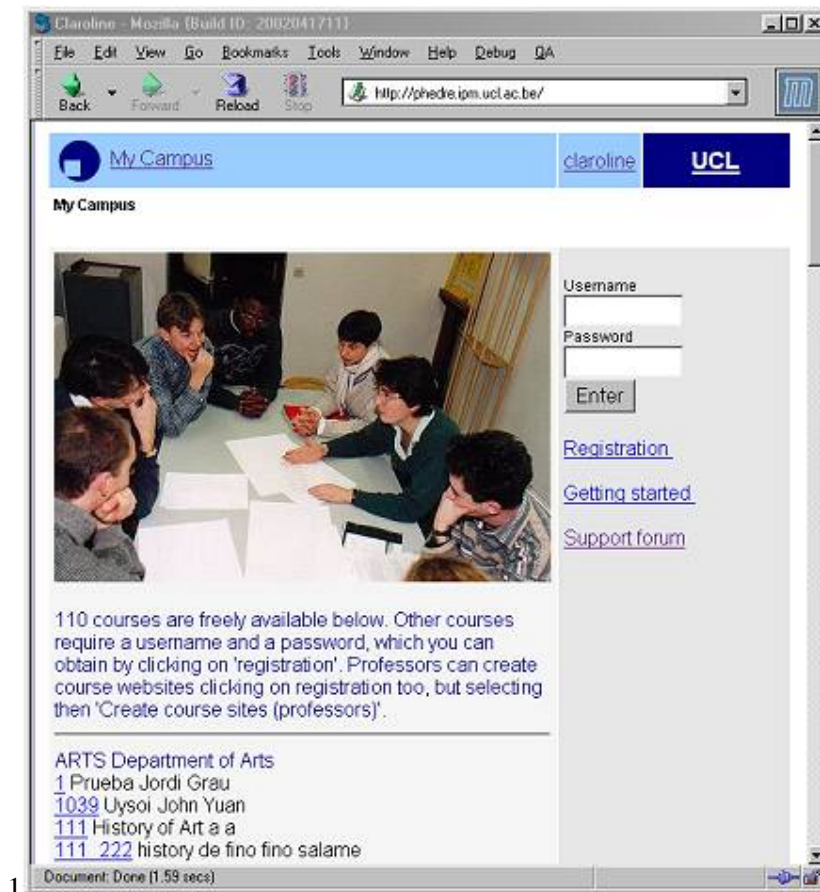 Claroline - Mozilla {Build ID: 2002041711}
File Edit View Go Bookmarks Tools Window Help Debug QA
Back Forward Reload Stop http://phedre.ipm.ucl.ac.be/
My Campus claroline UCL
My Campus
Username
Password
Enter
Registration
Getting started
Support forum
110 courses are freely available below. Other courses
require a username and a password, which you can
obtain by clicking on 'registration'. Professors can create
course websites clicking on registration too, but selecting
then 'Create course sites (professors)'.
ARTS Department of Arts
1 Prueba Jordi Grau
1039 Uysoi John Yuan
111 History of Art a a
111_222 history de fino fino salame
Document: Done (1.59 secs)
1